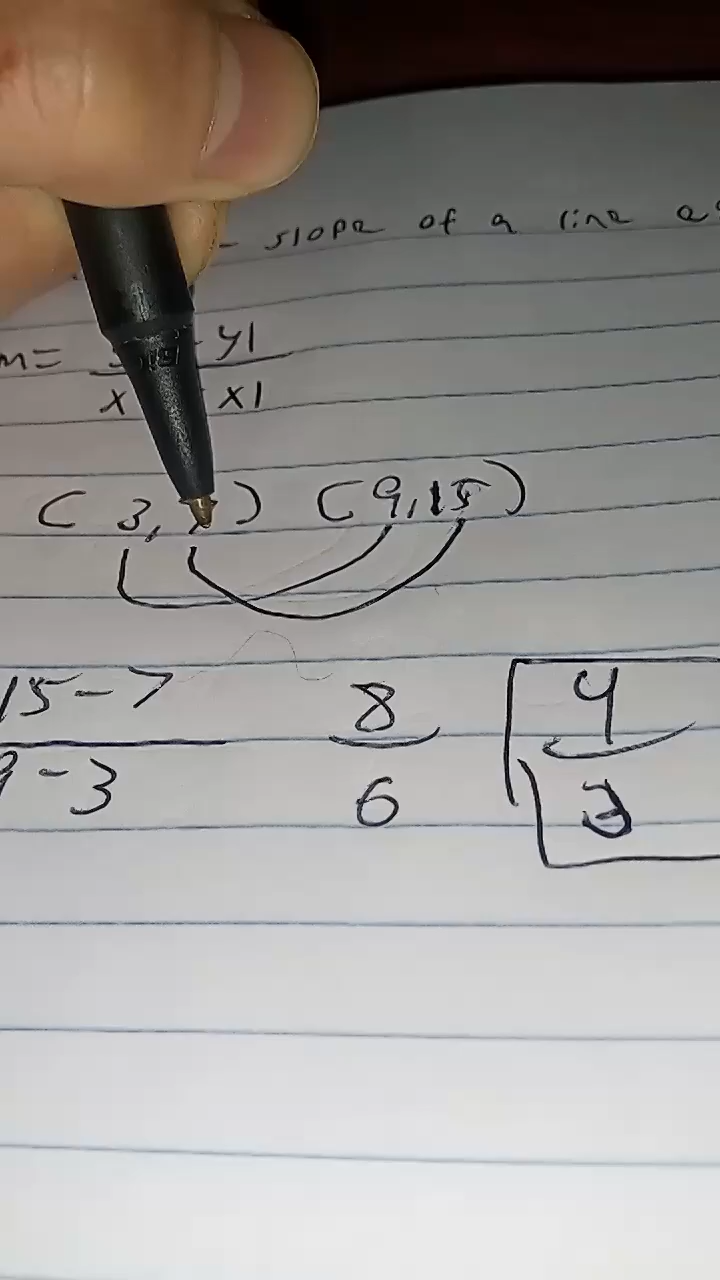 - slope of a line
m= - y1
x x1
(3, ) (9,15)
15-7 8 4
9-3 6 3